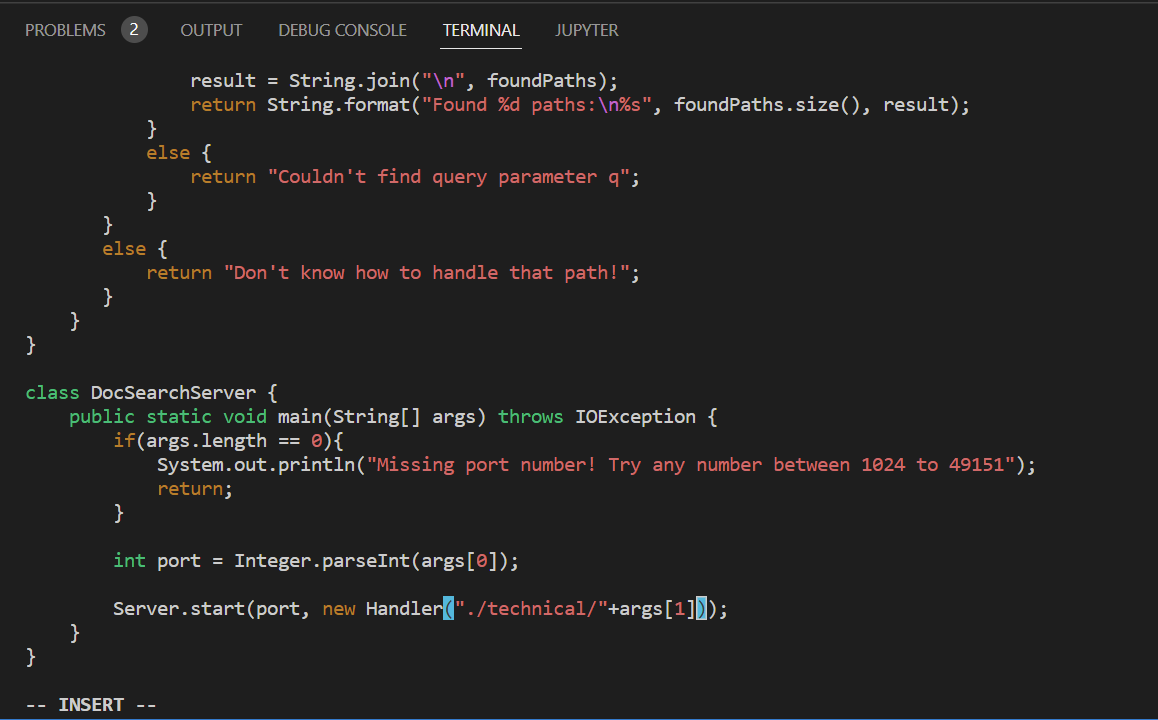 PROBLEMS 2 OUTPUT DEBUG CONSOLE TERMINAL JUPYTER
result = String.join("\n", foundPaths);
return String.format("Found %d paths:\n%s", foundPaths.size(), result);
}
else {
return "Couldn't find query parameter q";
}
}
else {
return "Don't know how to handle that path!";
}
}
}
class DocSearchServer {
public static void main(String[] args) throws IOException {
if(args.length == 0){
System.out.println("Missing port number! Try any number between 1024 to 49151");
return;
}
int port = Integer.parseInt(args[0]);
Server.start(port, new Handler("./technical/"+args[1]));
}
}
-- INSERT --